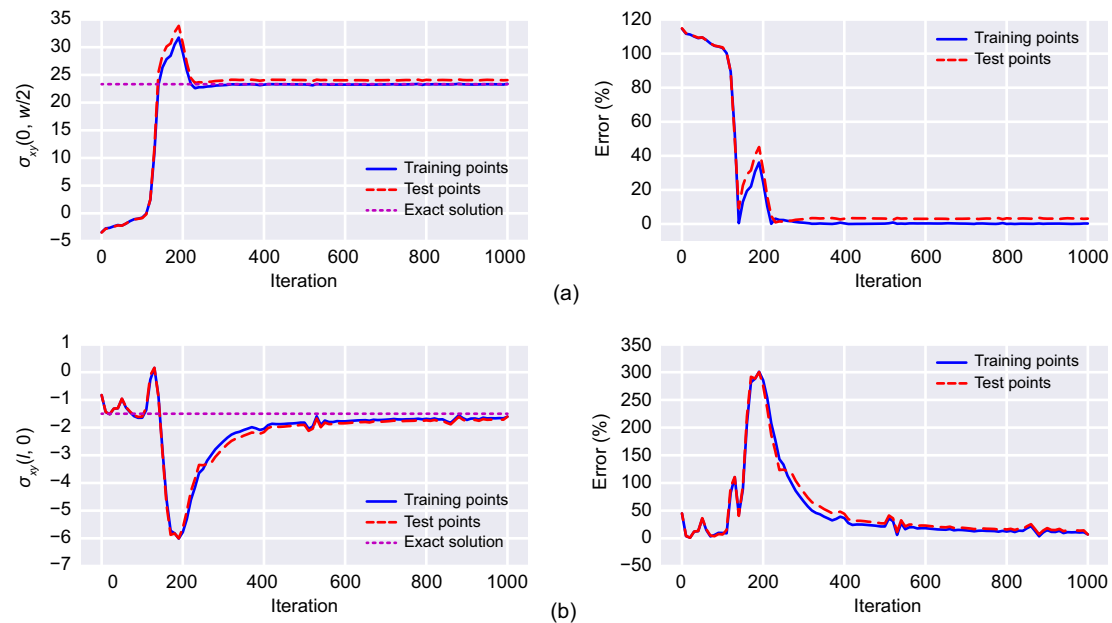 35
30
25
20
15
10
5
0
−5
σxy(0, w/2)
Training points
Test points
Exact solution
0 200 400 600 800 1000
Iteration
120
100
80
60
40
20
0
Error (%)
Training points
Test points
0 200 400 600 800 1000
Iteration
(a)
1
0
−1
−2
−3
−4
−5
−6
−7
σxy(l, 0)
Training points
Test points
Exact solution
0 200 400 600 800 1000
Iteration
350
300
250
200
150
100
50
0
−50
Error (%)
Training points
Test points
0 200 400 600 800 1000
Iteration
(b)